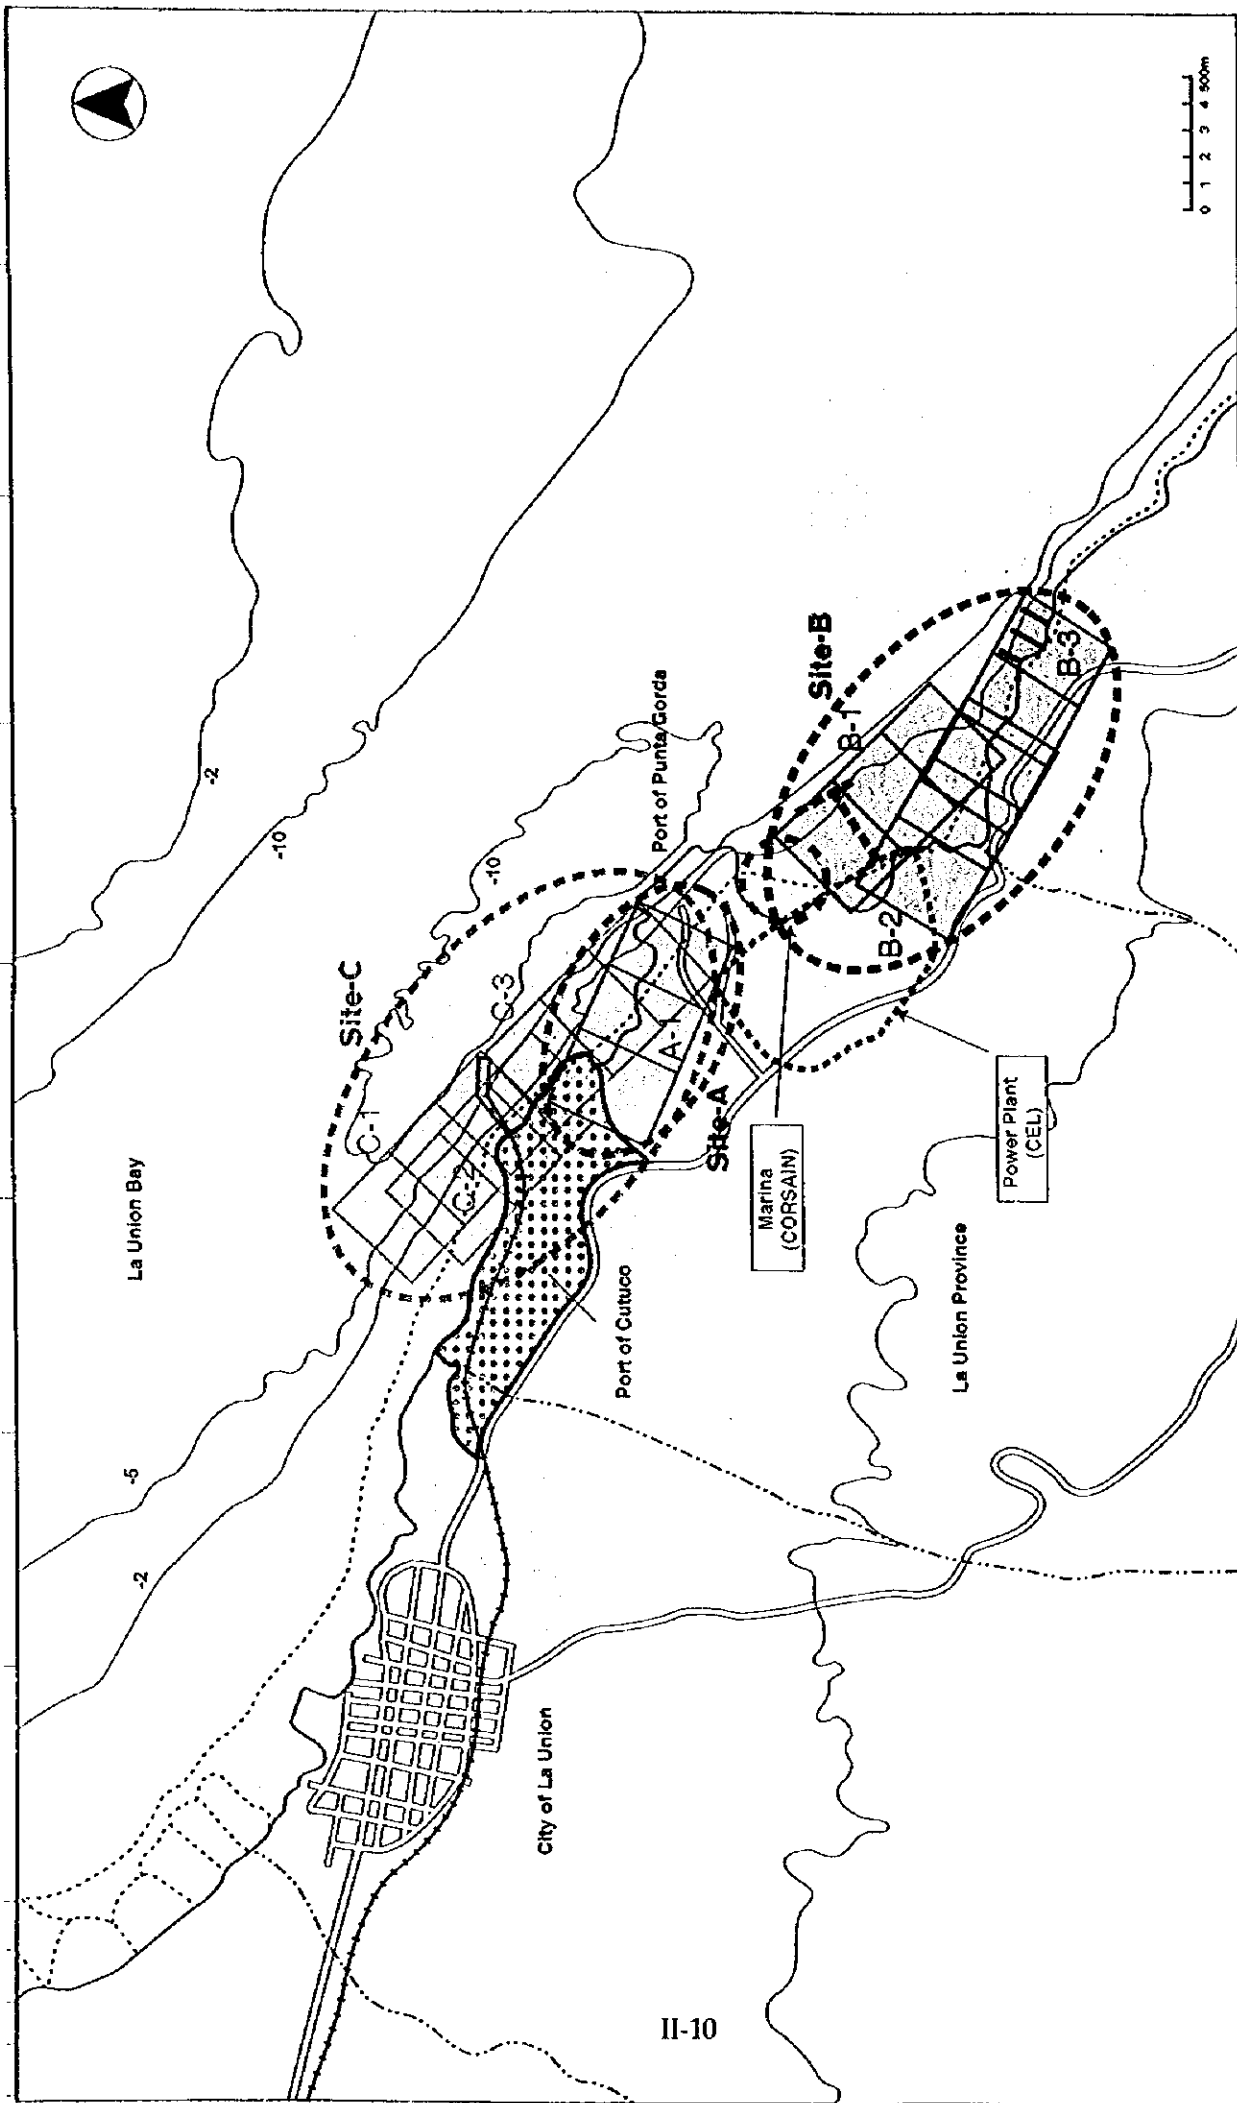 La Union Bay
-2
-10
-10
-5
-2
Site-C
C-1
C-2
C-3
Port of Punta Gorda
Site-B
B-1
B-2
B-3
A-1
Site-A
Port of Cutuco
Marina
(CORSAIN)
Power Plant
(CEL)
City of La Union
La Union Province
0 1 2 3 4 500m
II-10